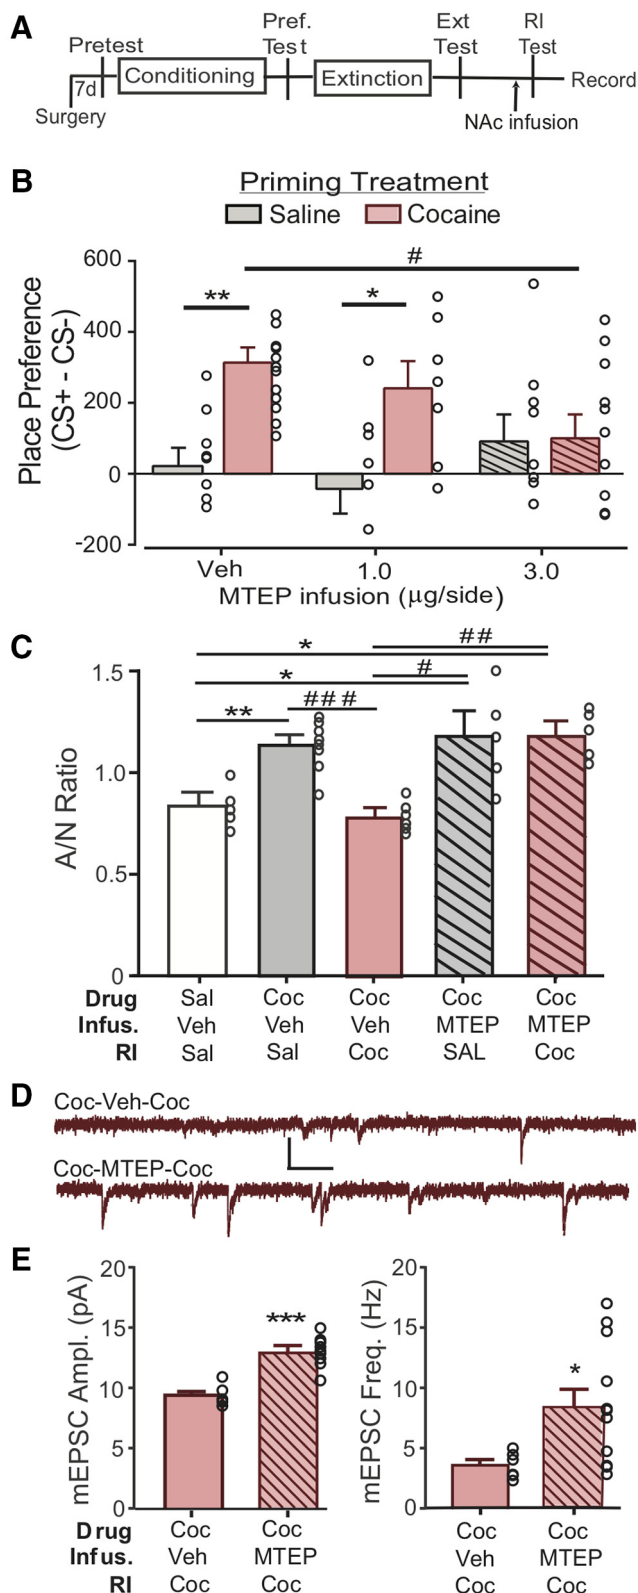 A
Pretest
Pref.
Test
Ext
Test
RI
Test
7d
Conditioning
Extinction
Record
Surgery
NAc infusion
B
Priming Treatment
Saline
Cocaine
#
**
*
600
400
200
0
-200
Place Preference
(CS+ - CS-)
Veh
1.0
3.0
MTEP infusion (μg/side)
C
*
##
*
#
**
###
1.5
1.0
0.5
0
A/N Ratio
Drug Sal Coc Coc Coc Coc
Infus. Veh Veh Veh MTEP MTEP
RI Sal Sal Coc SAL Coc
D
Coc-Veh-Coc
Coc-MTEP-Coc
E
20
15
10
5
0
mEPSC Ampl. (pA)
***
Drug Coc Coc
Infus. Veh MTEP
RI Coc Coc
20
15
10
5
0
mEPSC Freq. (Hz)
*
Coc Coc
Veh MTEP
Coc Coc